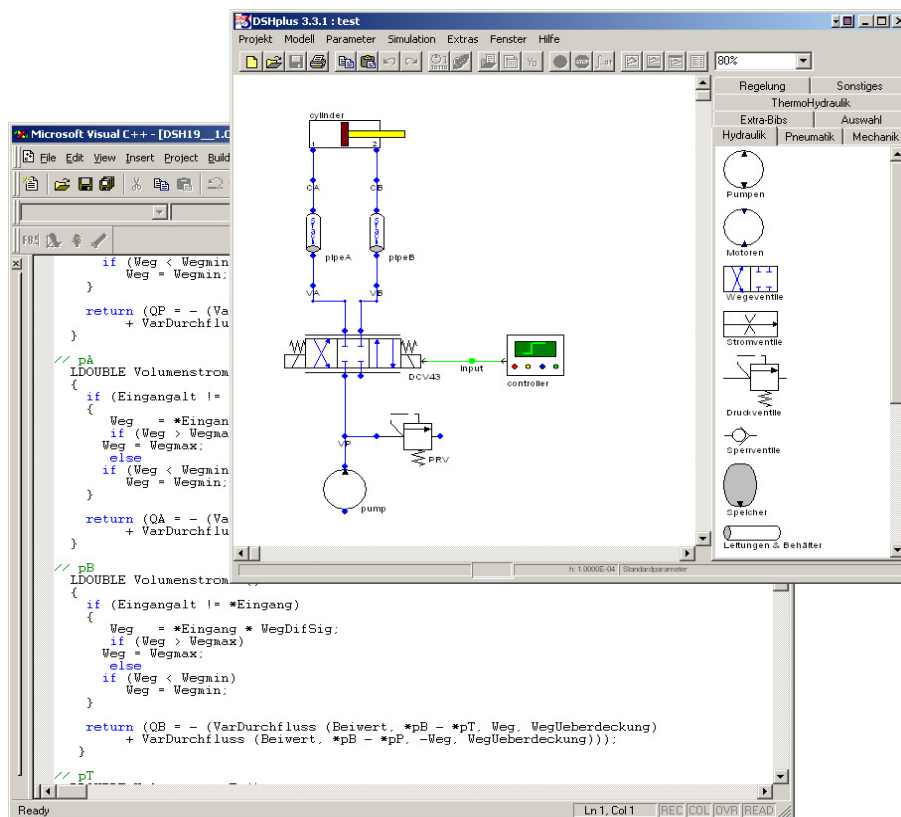 DSHplus 3.3.1 : test
Projekt Modell Parameter Simulation Extras Fenster Hilfe
80%
Regelung Sonstiges
ThermoHydraulik
Extra-Bibs Auswahl
Hydraulik Pneumatik Mechanik
Pumpen
Motoren
Wegeventile
Stromventile
Druckventile
Sperrventile
Speicher
Leitungen & Behälter
cylinder
1 2
CA CB
pipeA pipeB
VA VB
DCV43
input
controller
VP
PRV
pump
h: 1.0000E-04 Standardparameter
Microsoft Visual C++ - [DSH19__1.C
File Edit View Insert Project Build
if (Weg < Wegmin
Weg = Wegmin;
}
return (QP = - (Va
+ VarDurchflu
}
// pA
LDOUBLE Volumenstrom
{
if (Eingangalt !=
{
Weg = *Eingan
if (Weg > Wegma
Weg = Wegmax;
else
if (Weg < Wegmin
Weg = Wegmin;
}
return (QA = - (Va
+ VarDurchflu
}
// pB
LDOUBLE
{
if (Eingangalt != *Eingang)
{
Weg = *Eingang * WegDifSig;
if (Weg > Wegmax)
Weg = Wegmax;
else
if (Weg < Wegmin)
Weg = Wegmin;
}
return (QB = - (VarDurchfluss (Beiwert, *pB - *pT, Weg, WegUeberdeckung)
+ VarDurchfluss (Beiwert, *pB - *pP, -Weg, WegUeberdeckung)));
}
// pT
Ready Ln 1, Col 1 REC COL OVR READ